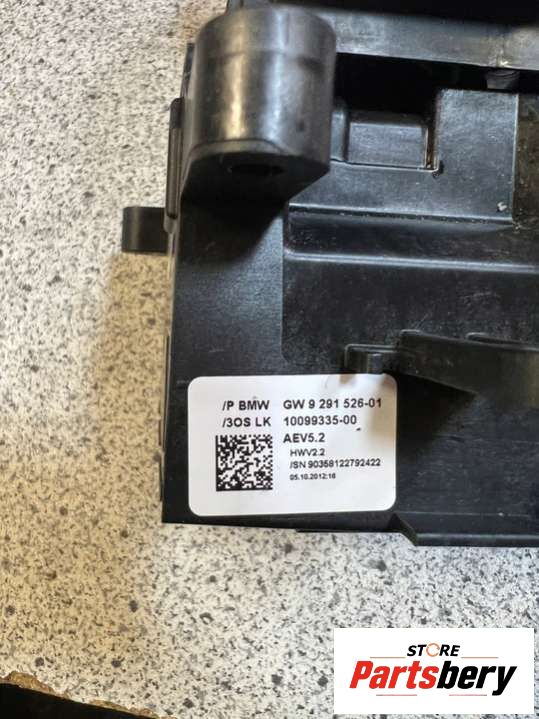 /P BMW GW 9 291 526-01
/3OS LK 10099335-00
AEV5.2
HWV2.2
/SN 90358122792422
05.10.2012:16
STORE
Partsbery